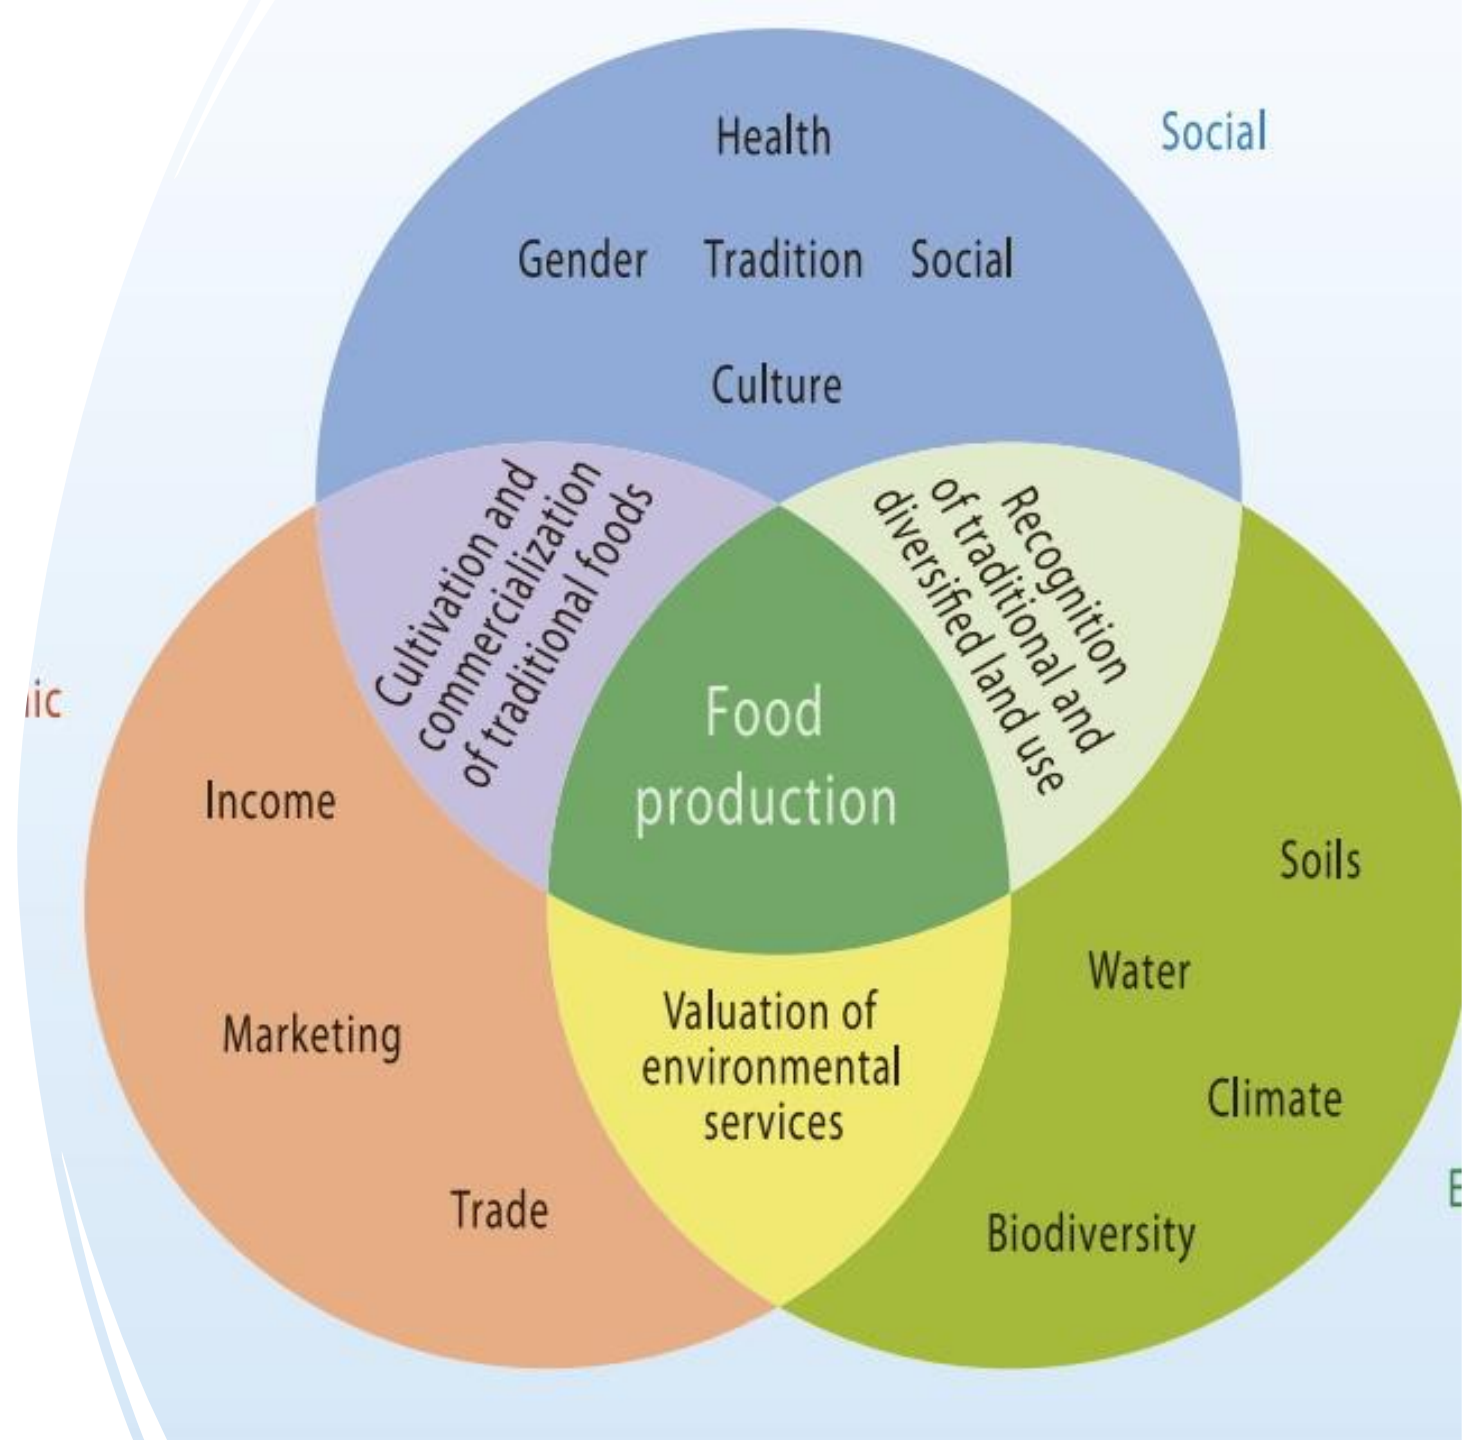 Health
Social
Gender Tradition Social
Culture
Cultivation and
commercialization
of traditional foods
Recognition
of traditional and
diversified land use
ic
Food
production
Income
Soils
Water
Marketing
Valuation of
environmental
services
Climate
Trade
Biodiversity
E